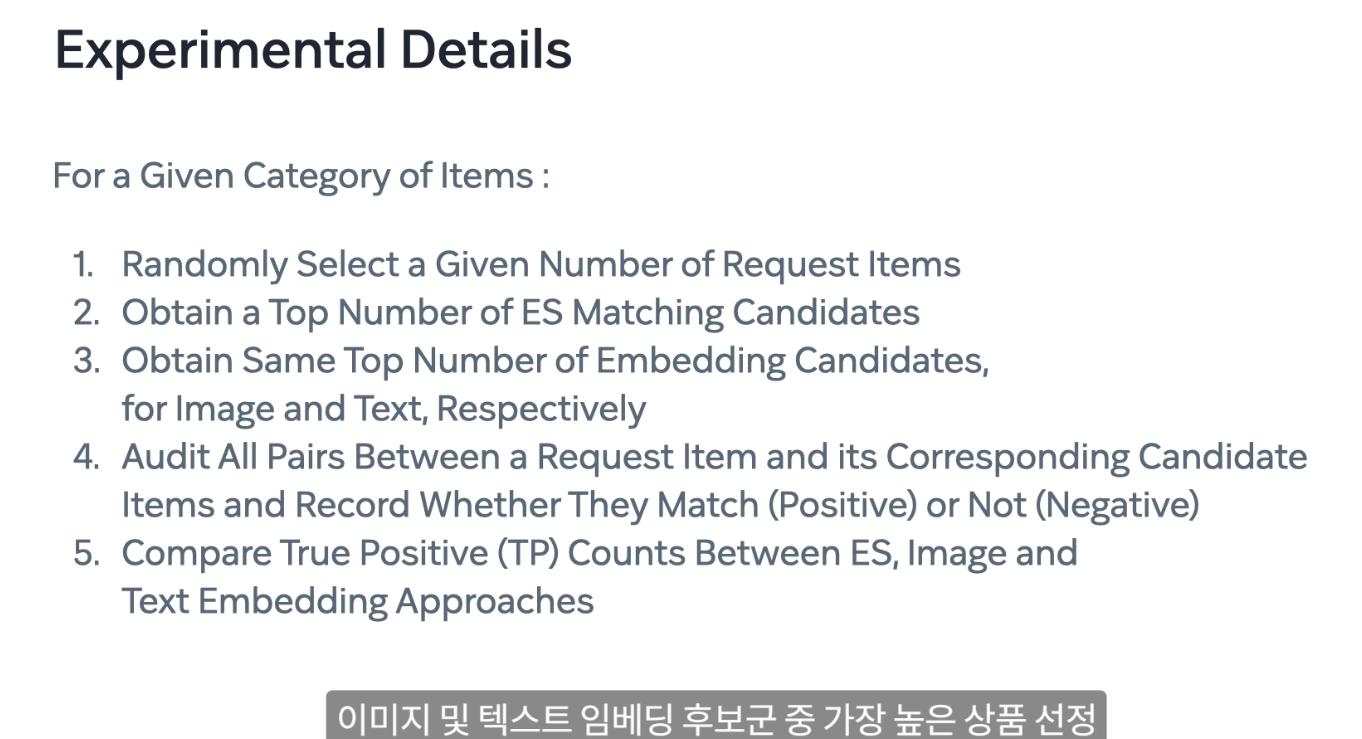 Experimental Details
For a Given Category of Items :
1. Randomly Select a Given Number of Request Items
2. Obtain a Top Number of ES Matching Candidates
3. Obtain Same Top Number of Embedding Candidates,
for Image and Text, Respectively
4. Audit All Pairs Between a Request Item and its Corresponding Candidate
Items and Record Whether They Match (Positive) or Not (Negative)
5. Compare True Positive (TP) Counts Between ES, Image and
Text Embedding Approaches
이미지 및 텍스트 임베딩 후보군 중 가장 높은 상품 선정